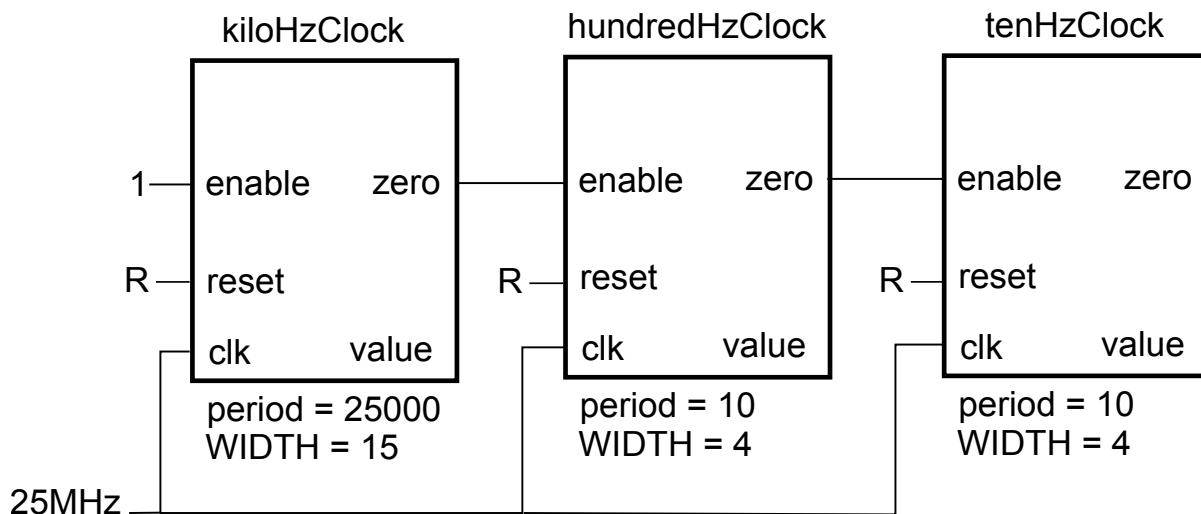 kiloHzClock
hundredHzClock
tenHzClock
1
enable
zero
enable
zero
enable
zero
R
reset
R
reset
R
reset
clk
value
clk
value
clk
value
period = 25000
WIDTH = 15
period = 10
WIDTH = 4
period = 10
WIDTH = 4
25MHz